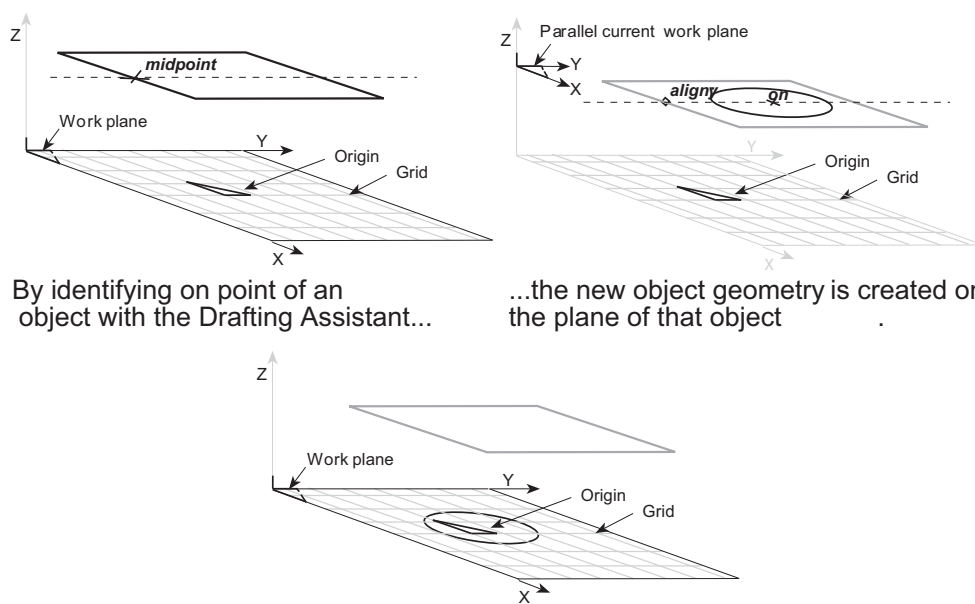 Z
midpoint
Work plane
Y
Origin
Grid
X
By identifying on point of an
object with the Drafting Assistant...
Parallel current work plane
Z
Y
X
aligny
on
Y
Origin
Grid
X
...the new object geometry is created on
the plane of that object .
Z
Work plane
Y
Origin
Grid
X